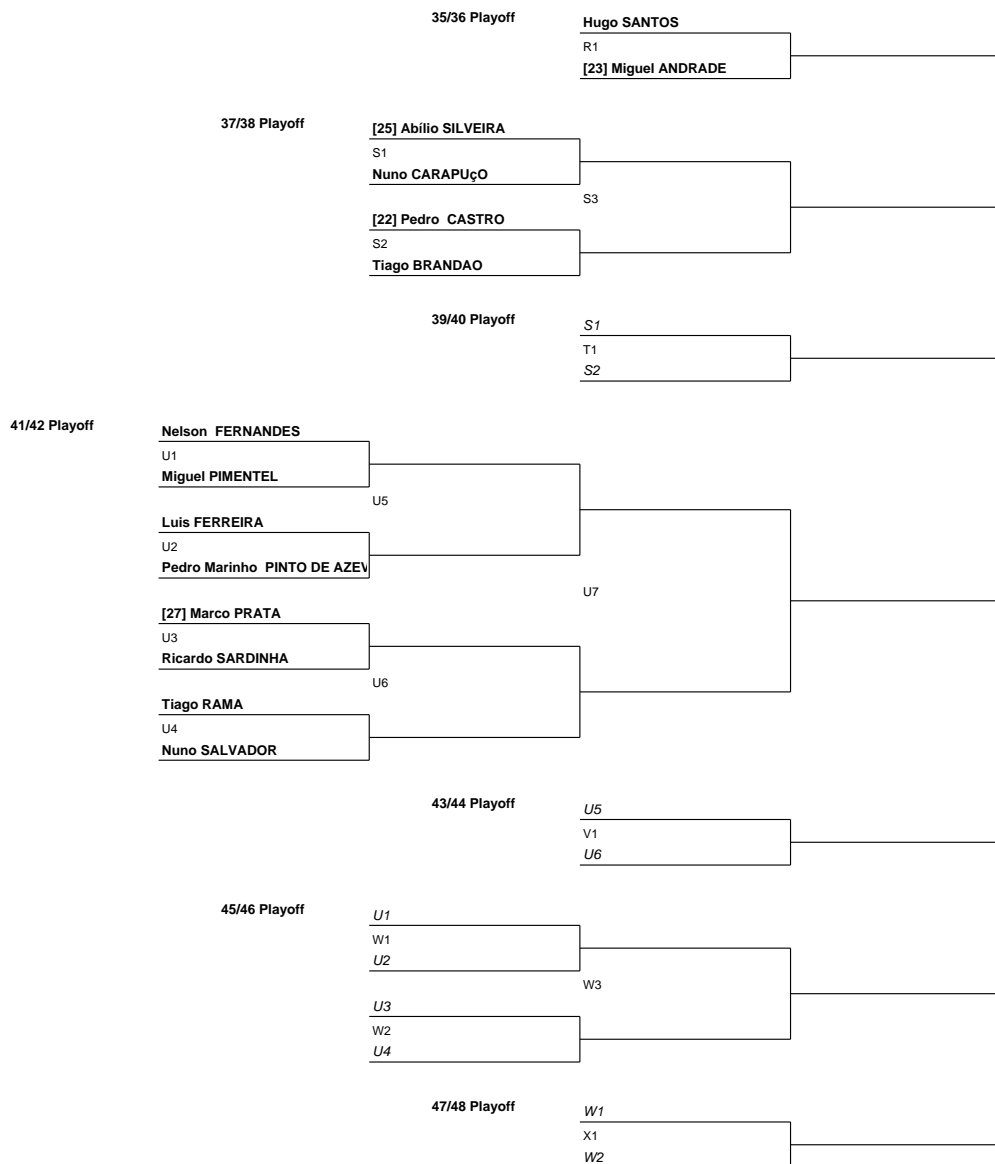 35/36 Playoff
Hugo SANTOS
R1
[23] Miguel ANDRADE
37/38 Playoff
[25] Abílio SILVEIRA
S1
Nuno CARAPUçO
S3
[22] Pedro CASTRO
S2
Tiago BRANDAO
39/40 Playoff
S1
T1
S2
41/42 Playoff
Nelson FERNANDES
U1
Miguel PIMENTEL
U5
Luis FERREIRA
U2
Pedro Marinho PINTO DE AZEV
U7
[27] Marco PRATA
U3
Ricardo SARDINHA
U6
Tiago RAMA
U4
Nuno SALVADOR
43/44 Playoff
U5
V1
U6
45/46 Playoff
U1
W1
U2
W3
U3
W2
U4
47/48 Playoff
W1
X1
W2